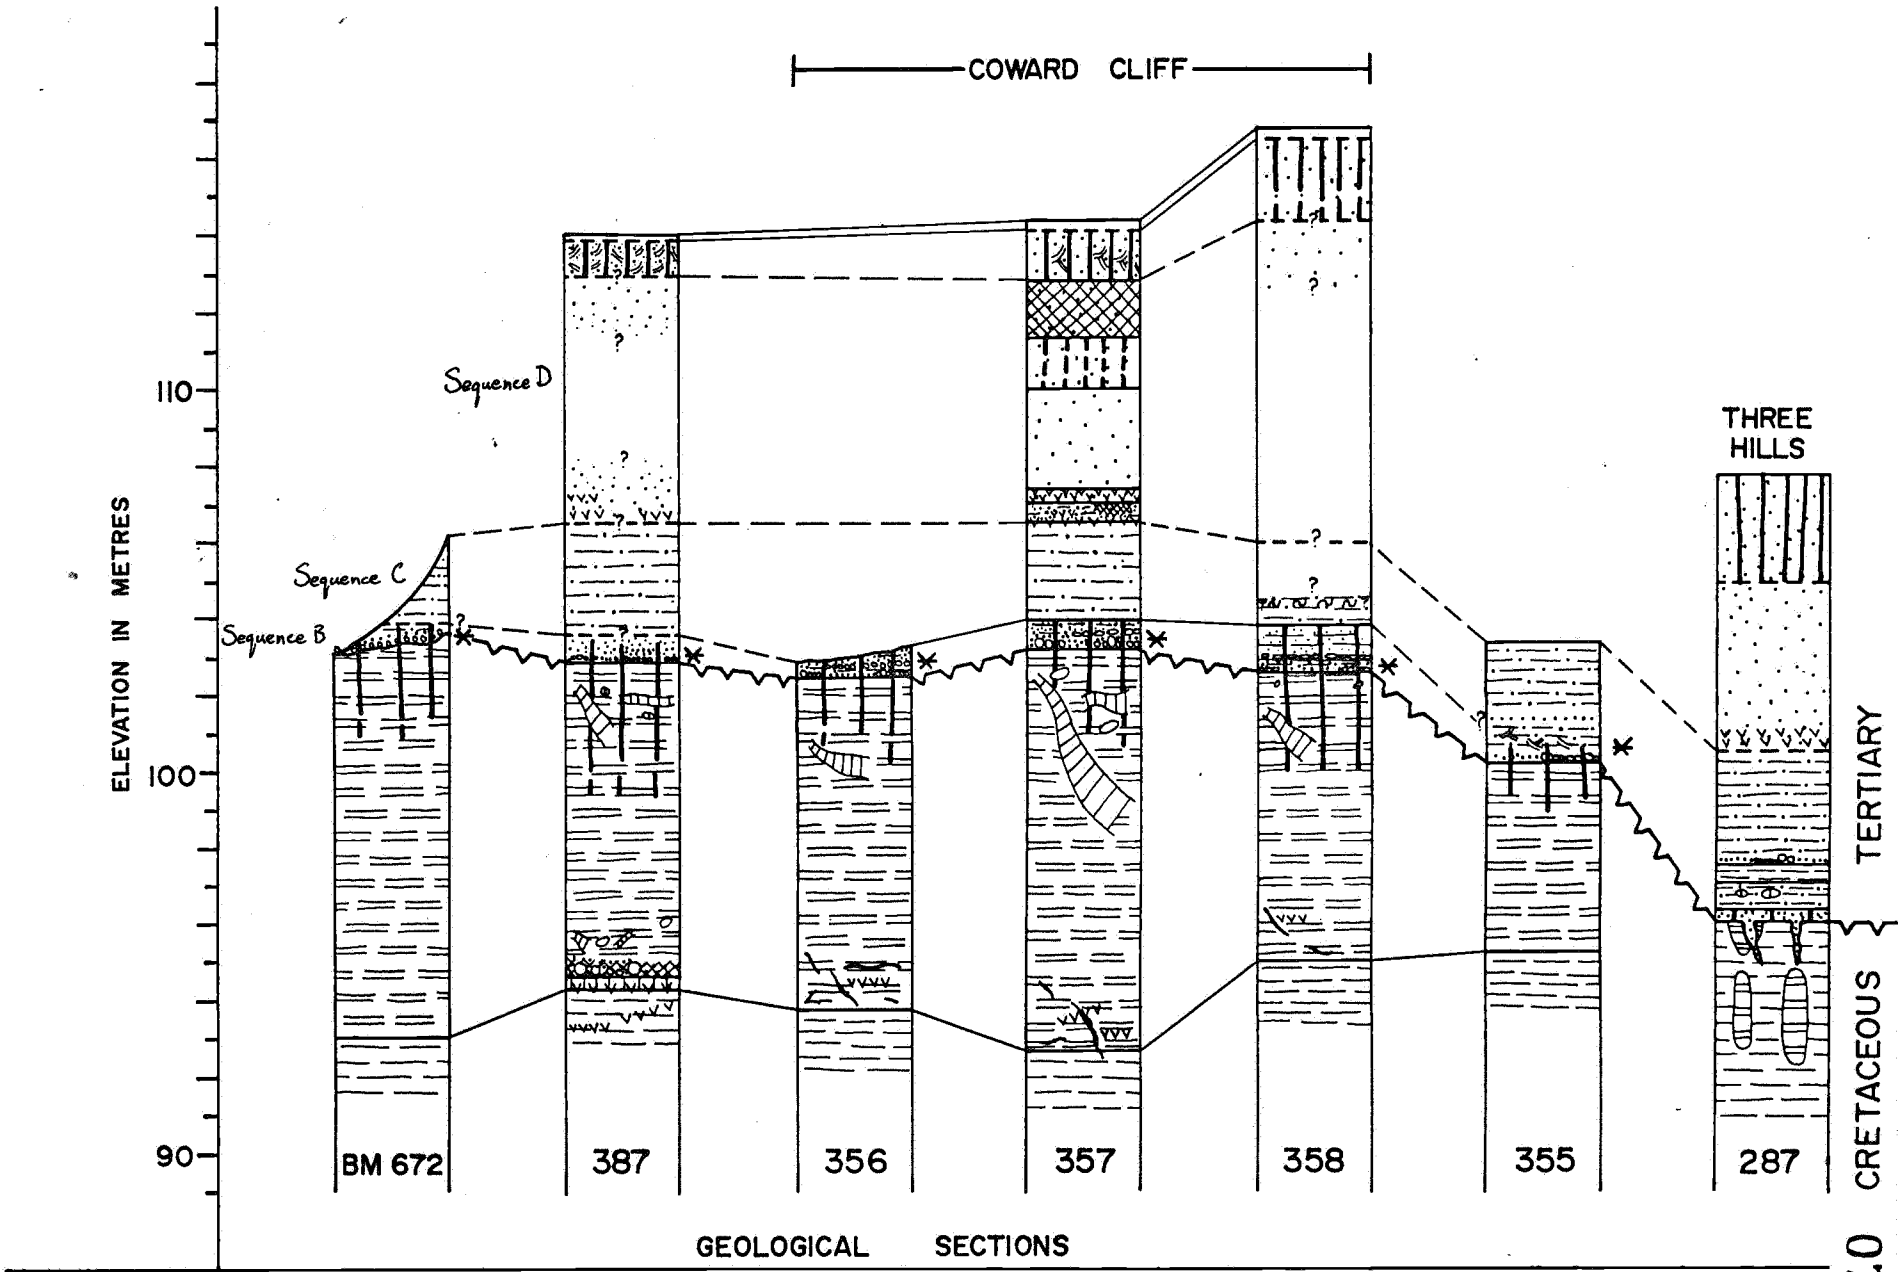 COWARD CLIFF
110
Sequence D
THREE
HILLS
ELEVATION IN METRES
Sequence C
Sequence B
100
TERTIARY
90
BM 672
387
356
357
358
355
287
CRETACEOUS
GEOLOGICAL SECTIONS
?
?
?
?
?
?
?
?
?
?
?